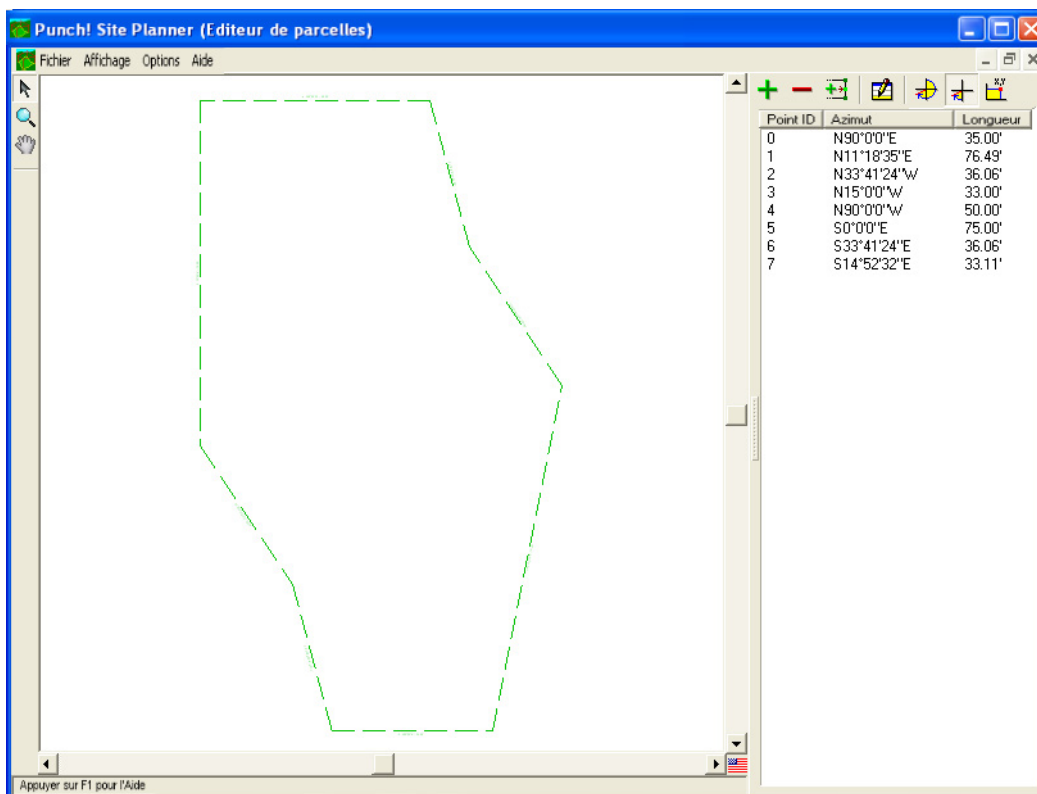 Punch! Site Planner (Editeur de parcelles)
Fichier Affichage Options Aide
x,y
Point ID Azimut Longueur
0 N90°0'0"E 35.00'
1 N11°18'35"E 76.49'
2 N33°41'24"W 36.06'
3 N15°0'0"W 33.00'
4 N90°0'0"W 50.00'
5 S0°0'0"E 75.00'
6 S33°41'24"E 36.06'
7 S14°52'32"E 33.11'
Appuyer sur F1 pour l'Aide